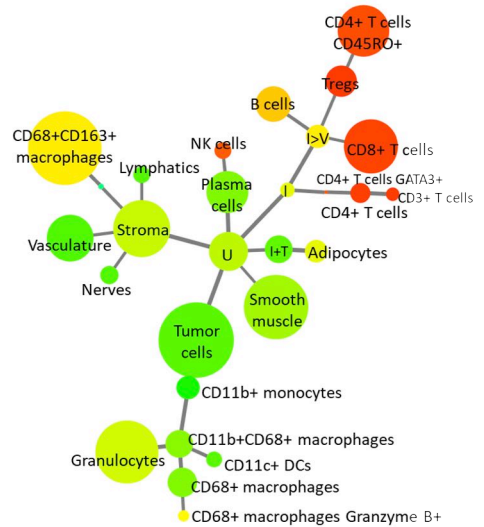 CD4+ T cells
CD45RO+
Tregs
B cells
I>V
CD8+ T cells
CD68+CD163+
macrophages
NK cells
Lymphatics
Plasma
cells
CD4+ T cells GATA3+
I
CD3+ T cells
CD4+ T cells
Stroma
Vasculature
U
I+T
Adipocytes
Nerves
Smooth
muscle
Tumor
cells
CD11b+ monocytes
CD11b+CD68+ macrophages
Granulocytes
CD11c+ DCs
CD68+ macrophages
CD68+ macrophages Granzyme B+